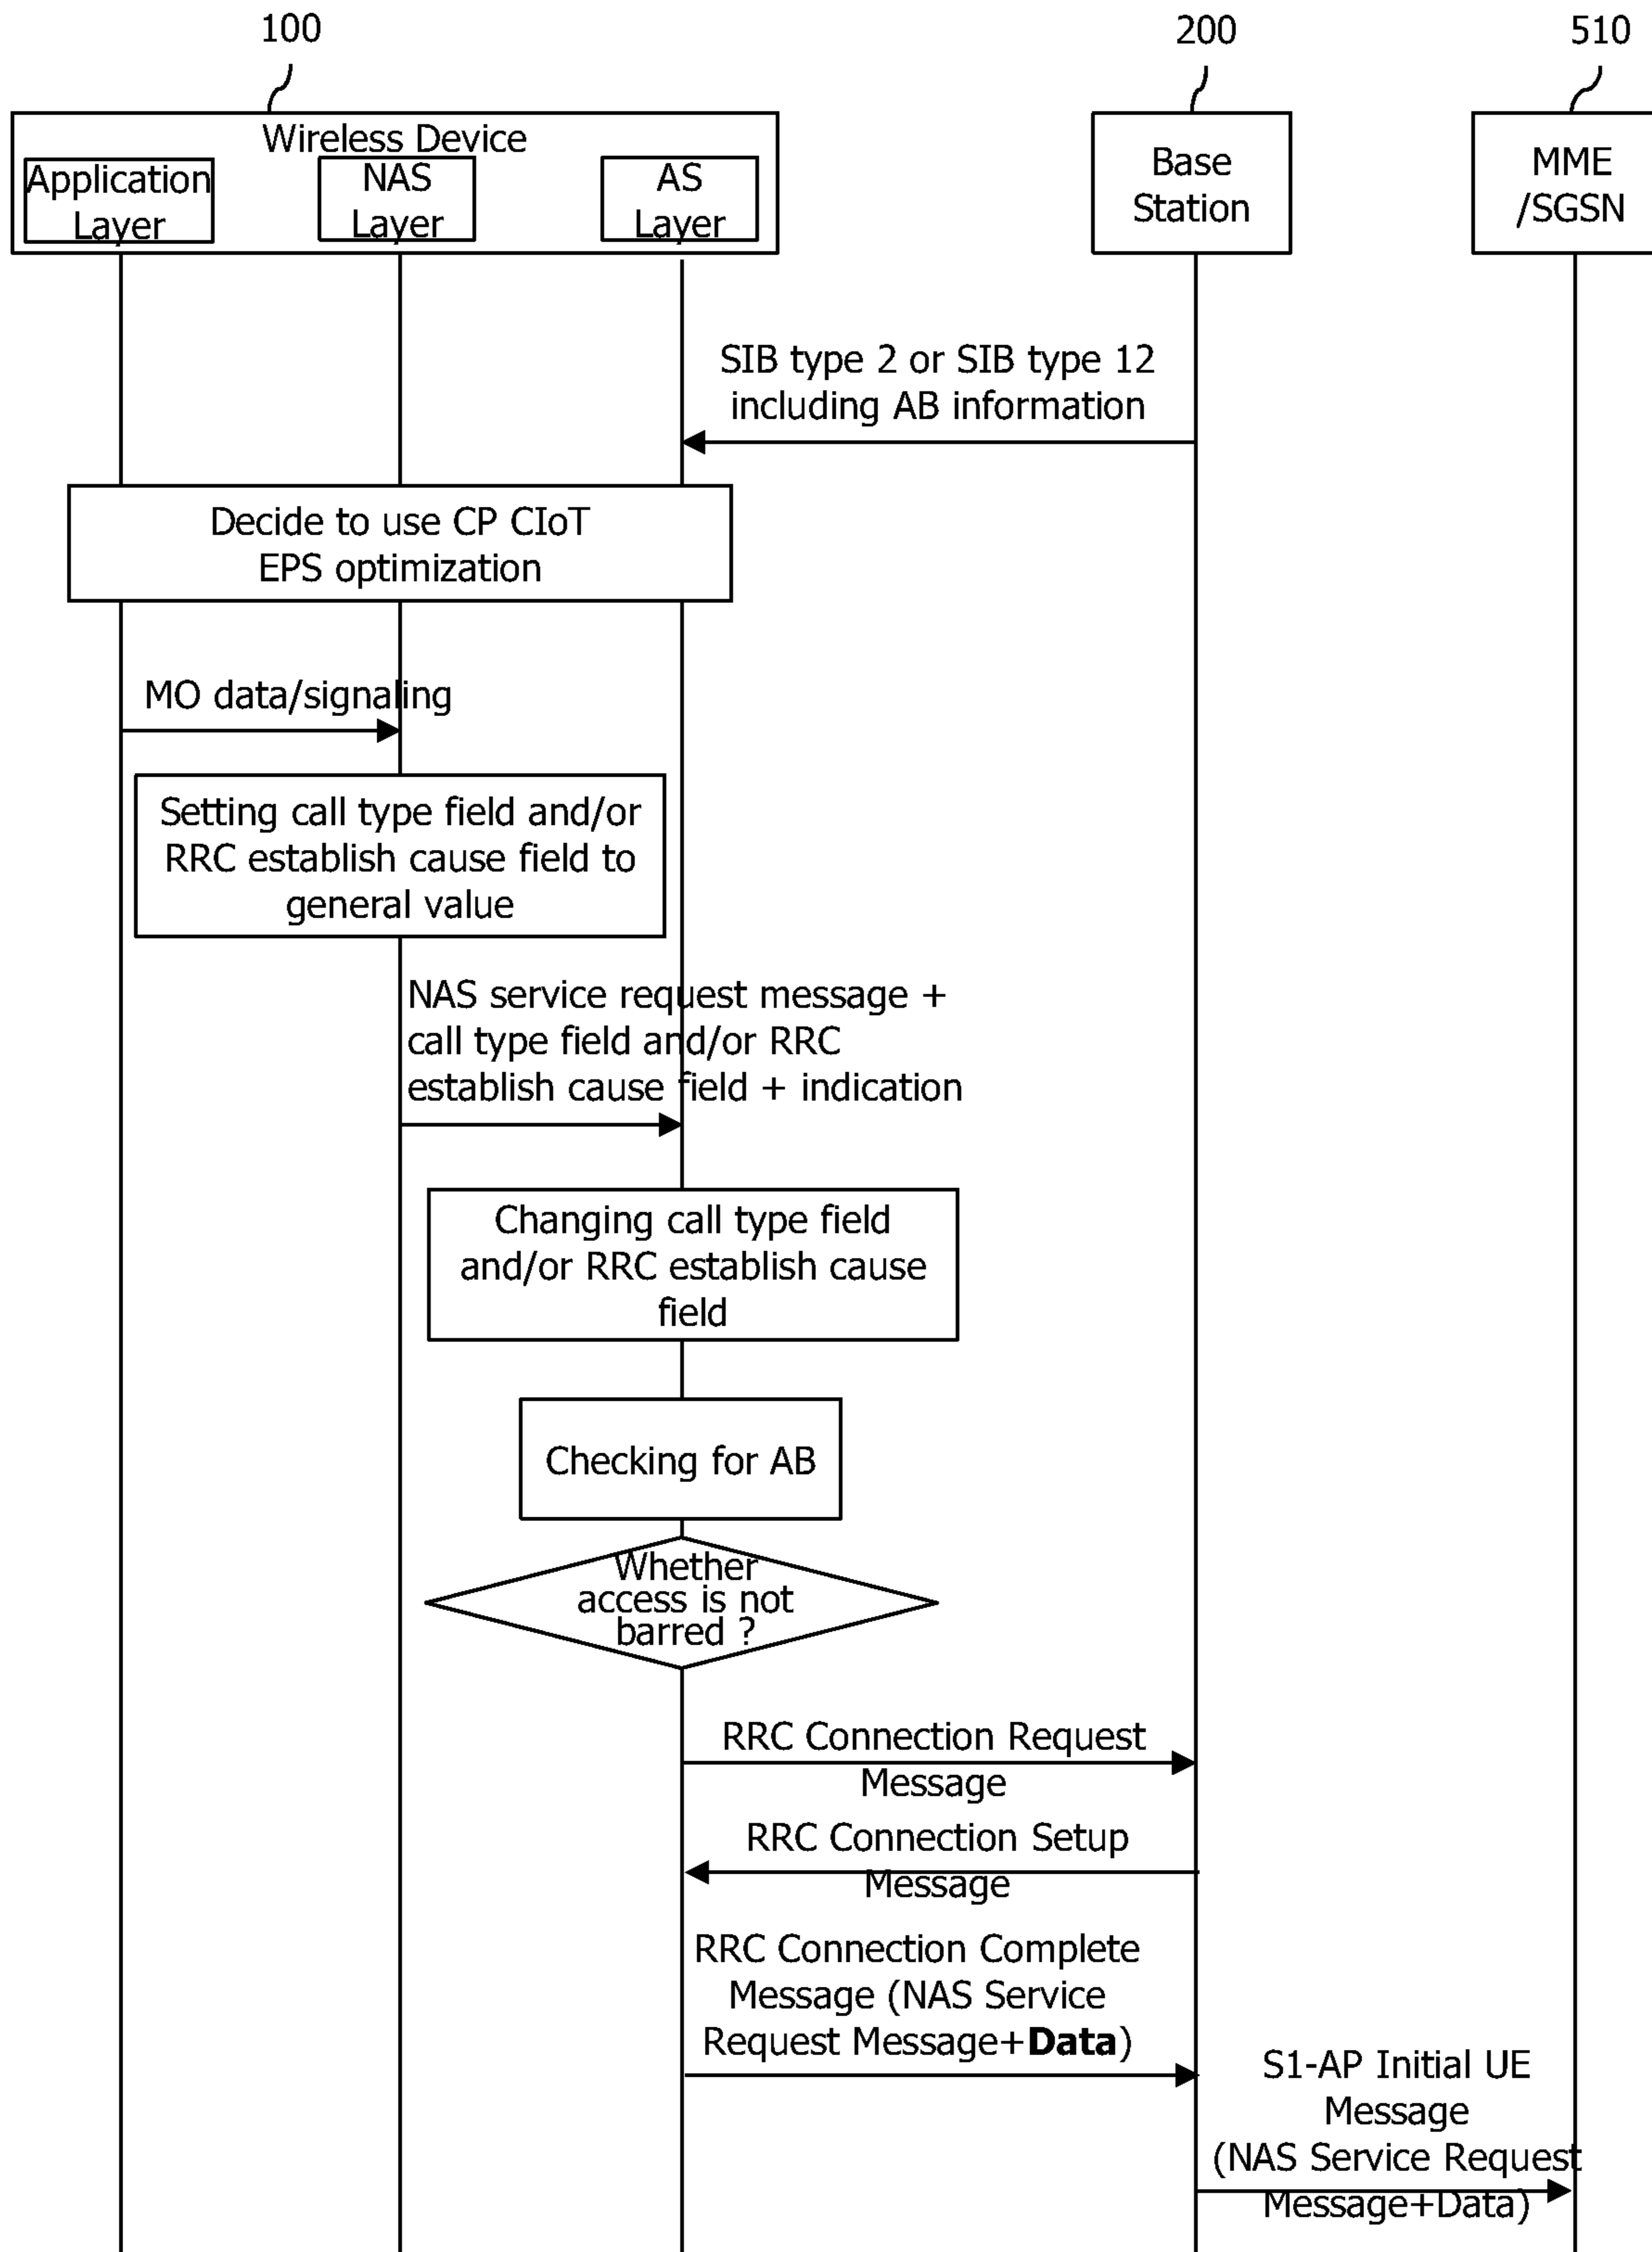 100
200
510
Wireless Device
Application
Layer
NAS
Layer
AS
Layer
Base
Station
MME
/SGSN
SIB type 2 or SIB type 12
including AB information
Decide to use CP CIoT
EPS optimization
MO data/signaling
Setting call type field and/or
RRC establish cause field to
general value
NAS service request message +
call type field and/or RRC
establish cause field + indication
Changing call type field
and/or RRC establish cause
field
Checking for AB
Whether
access is not
barred ?
RRC Connection Request
Message
RRC Connection Setup
Message
RRC Connection Complete
Message (NAS Service
Request Message+Data)
S1-AP Initial UE
Message
(NAS Service Request
Message+Data)